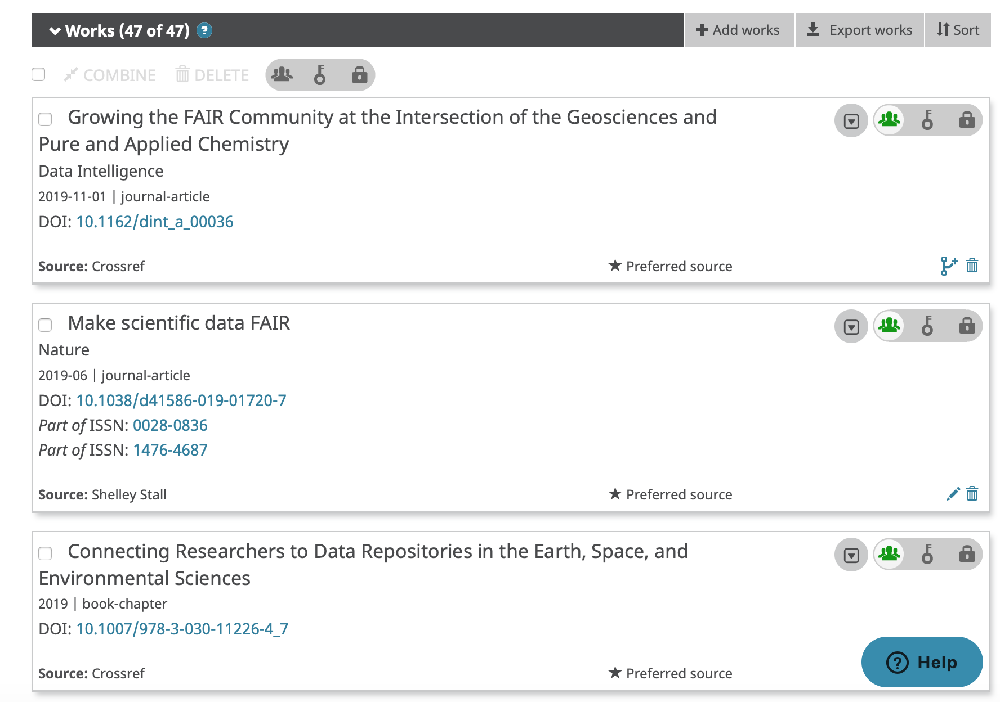 Works (47 of 47) ?
Add works
Export works
Sort
COMBINE
DELETE
Growing the FAIR Community at the Intersection of the Geosciences and
Pure and Applied Chemistry
Data Intelligence
2019-11-01 | journal-article
DOI: 10.1162/dint_a_00036
Source: Crossref
Preferred source
Make scientific data FAIR
Nature
2019-06 | journal-article
DOI: 10.1038/d41586-019-01720-7
Part of ISSN: 0028-0836
Part of ISSN: 1476-4687
Source: Shelley Stall
Preferred source
Connecting Researchers to Data Repositories in the Earth, Space, and
Environmental Sciences
2019 | book-chapter
DOI: 10.1007/978-3-030-11226-4_7
Source: Crossref
Preferred source
? Help